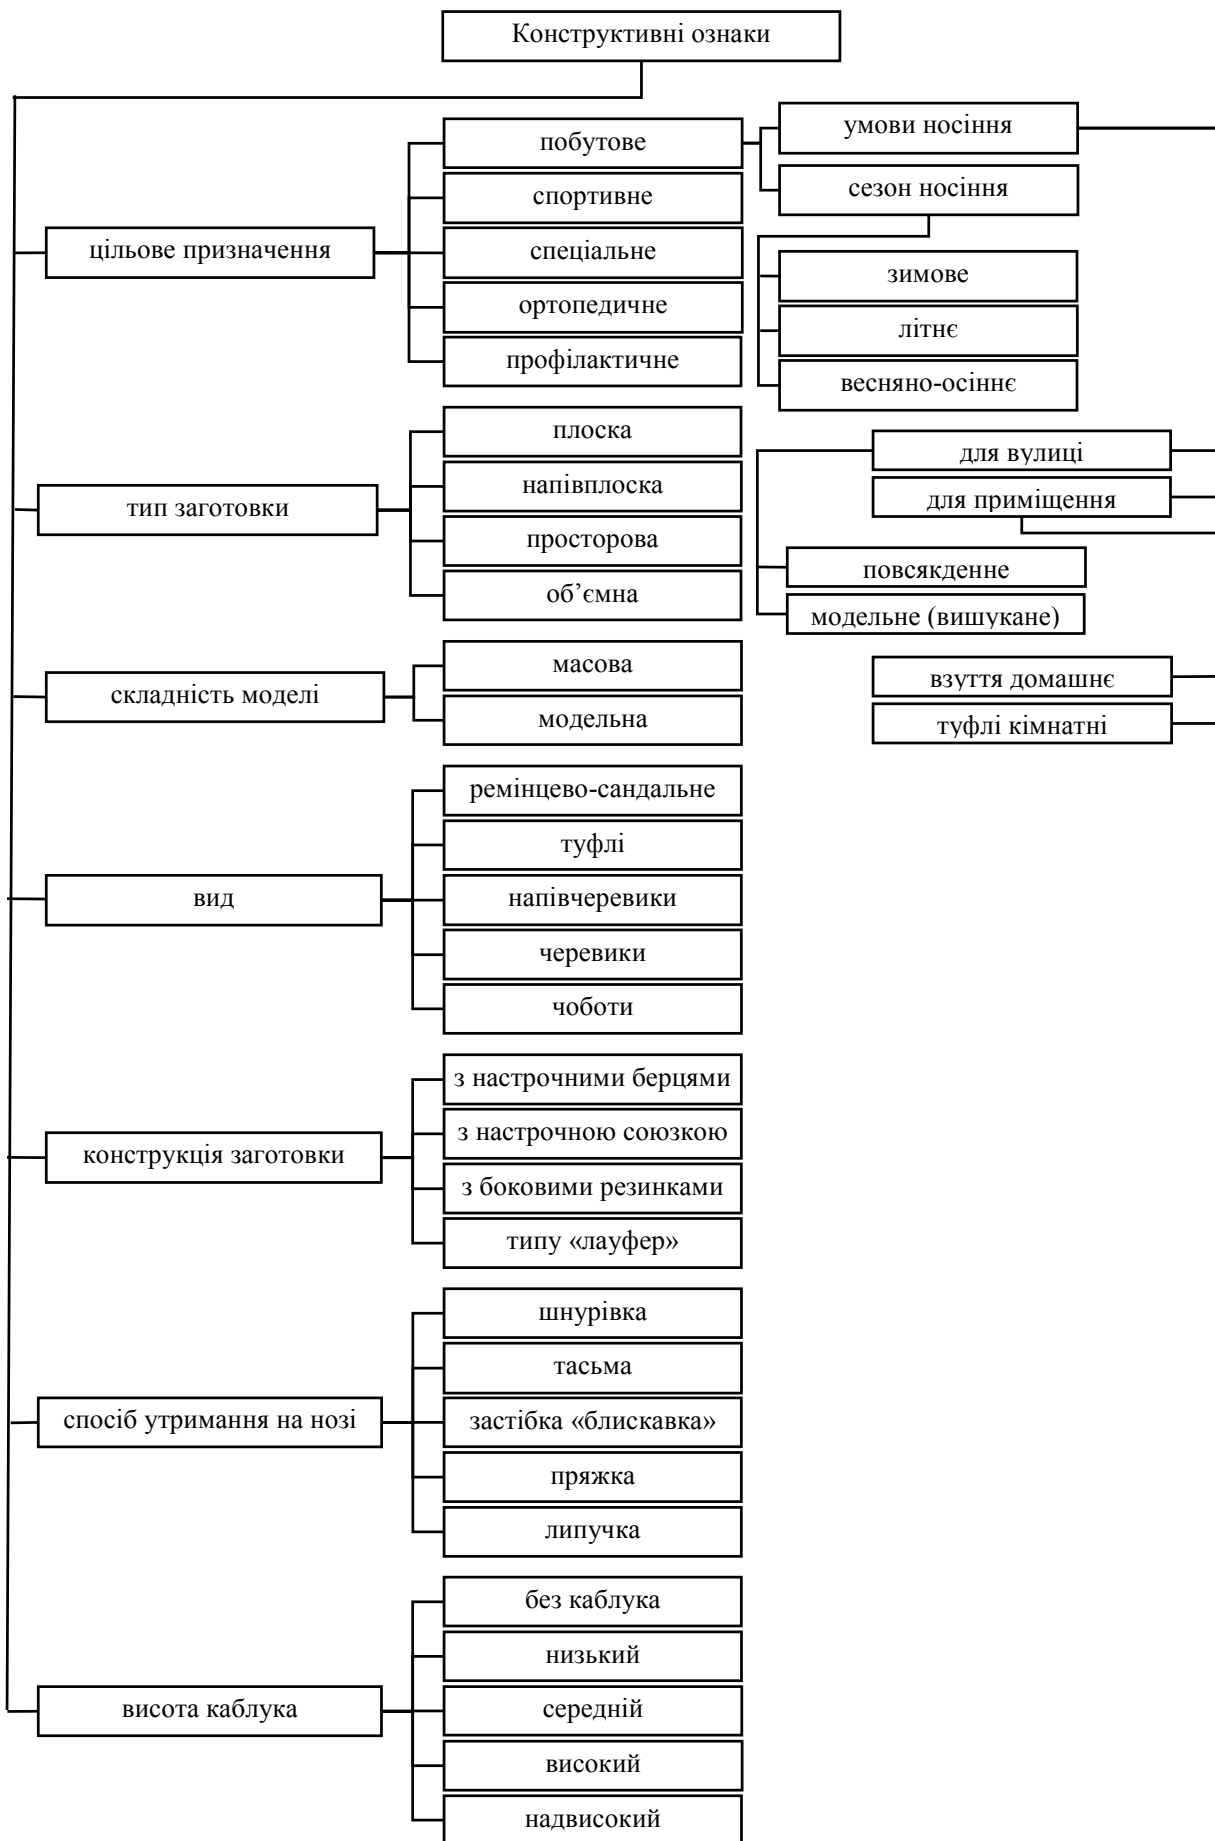 Конструктивні ознаки
цільове призначення
побутове
спортивне
спеціальне
ортопедичне
профілактичне
умови носіння
сезон носіння
зимове
літнє
весняно-осіннє
для вулиці
для приміщення
повсякденне
модельне (вишукане)
взуття домашнє
туфлі кімнатні
тип заготовки
плоска
напівплоска
просторова
об’ємна
складність моделі
масова
модельна
вид
ремінцево-сандальне
туфлі
напівчеревики
черевики
чоботи
конструкція заготовки
з настрочними берцями
з настрочною союзкою
з боковими резинками
типу «лауфер»
спосіб утримання на нозі
шнурівка
тасьма
застібка «блискавка»
пряжка
липучка
висота каблука
без каблука
низький
середній
високий
надвисокий